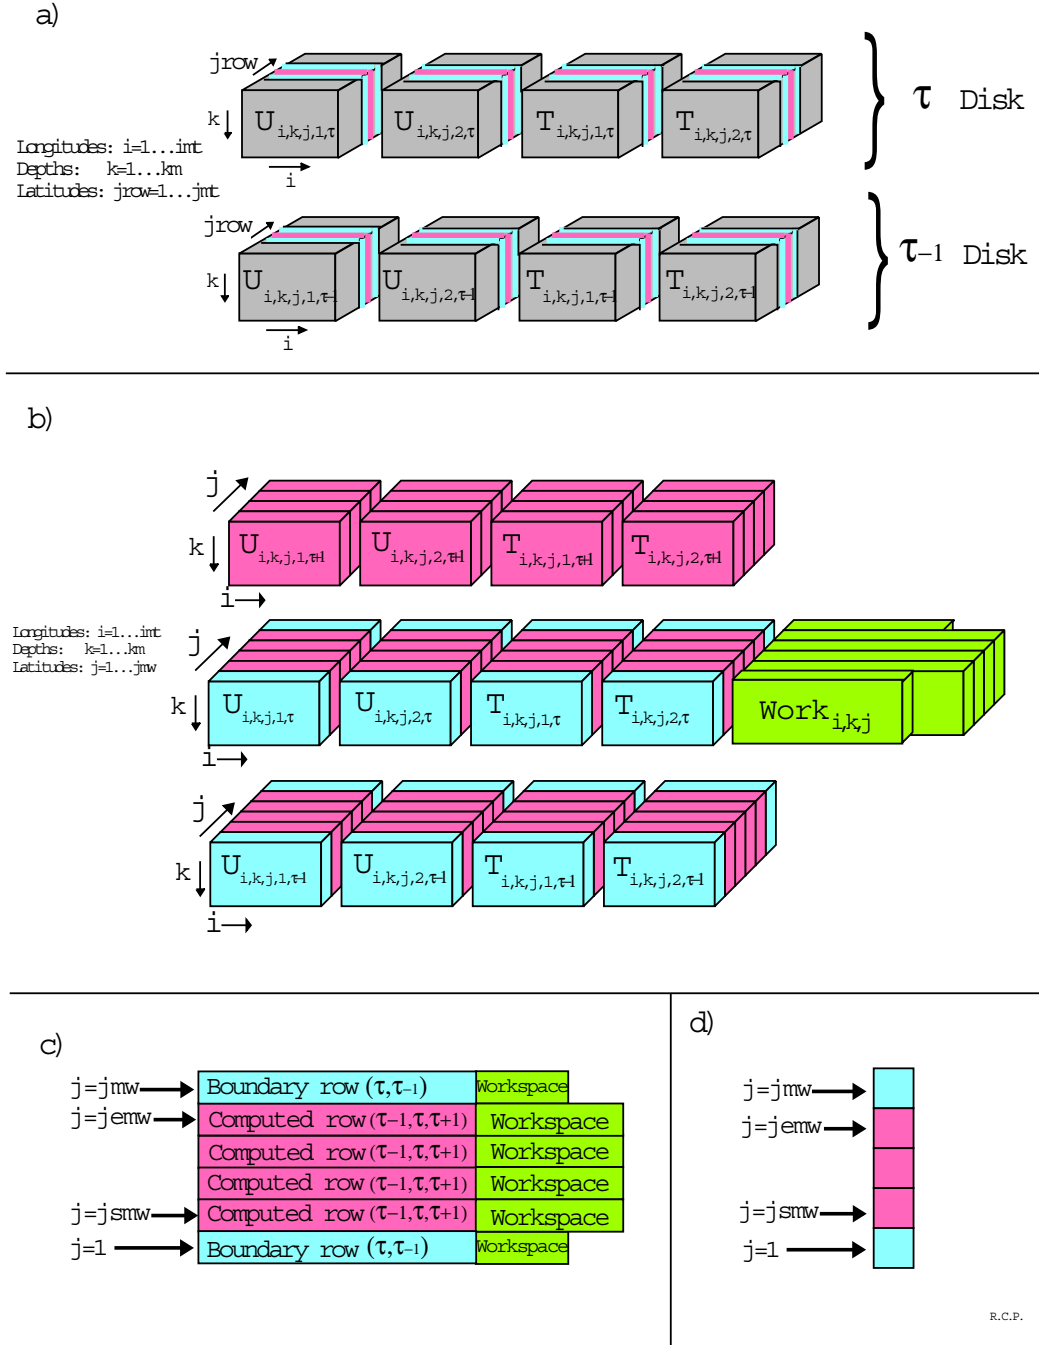 a)
jrow
U i,k,j,1,τ U i,k,j,2,τ T i,k,j,1,τ T i,k,j,2,τ
τ Disk
k
Longitudes: i=1...imt
Depths: k=1...km
Latitudes: jrow=1...jmt
i
jrow
U i,k,j,1,τ-1 U i,k,j,2,τ-1 T i,k,j,1,τ-1 T i,k,j,2,τ-1
τ-1 Disk
k
i
b)
j
k
U i,k,j,1,τ+1 U i,k,j,2,τ+1 T i,k,j,1,τ+1 T i,k,j,2,τ+1
i
Longitudes: i=1...imt
Depths: k=1...km
Latitudes: j=1...jmw
j
k
U i,k,j,1,τ U i,k,j,2,τ T i,k,j,1,τ T i,k,j,2,τ Work i,k,j
i
j
k
U i,k,j,1,τ-1 U i,k,j,2,τ-1 T i,k,j,1,τ-1 T i,k,j,2,τ-1
i
c)
j=jmw Boundary row (τ,τ-1) Workspace
j=jemw Computed row (τ-1,τ,τ+1) Workspace
Computed row (τ-1,τ,τ+1) Workspace
Computed row (τ-1,τ,τ+1) Workspace
j=jsmw Computed row (τ-1,τ,τ+1) Workspace
j=1 Boundary row (τ,τ-1) Workspace
d)
j=jmw
j=jemw
j=jsmw
j=1
R.C.P.